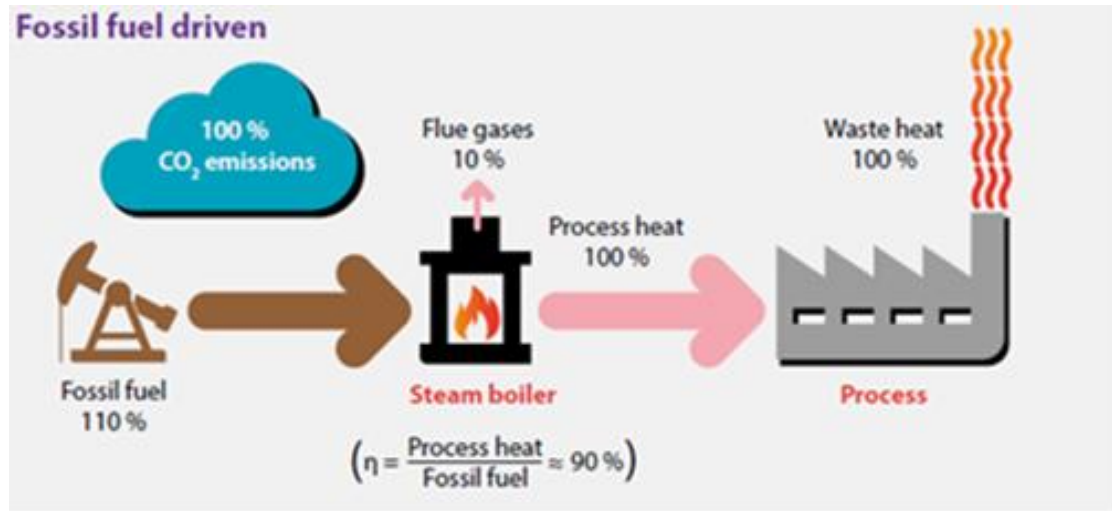 Fossil fuel driven
100 %
CO₂ emissions
Flue gases
10 %
Waste heat
100 %
Process heat
100 %
Fossil fuel
110 %
Steam boiler
Process
(η = Process heat / Fossil fuel ≈ 90 %)